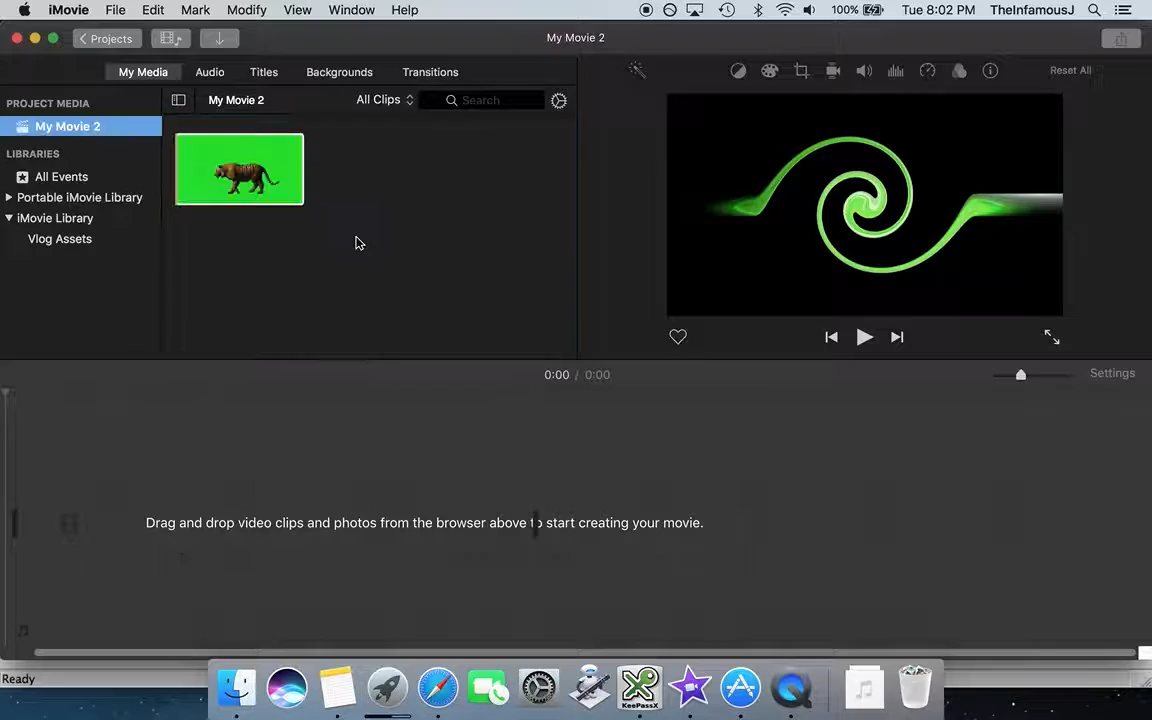 iMovie File Edit Mark Modify View Window Help 100% Tue 8:02 PM TheInfamousJ
Projects My Movie 2
My Media Audio Titles Backgrounds Transitions Reset All
PROJECT MEDIA My Movie 2 All Clips Search
My Movie 2
LIBRARIES
All Events
Portable iMovie Library
iMovie Library
Vlog Assets
0:00 / 0:00 Settings
Drag and drop video clips and photos from the browser above to start creating your movie.
Ready
KeePassX